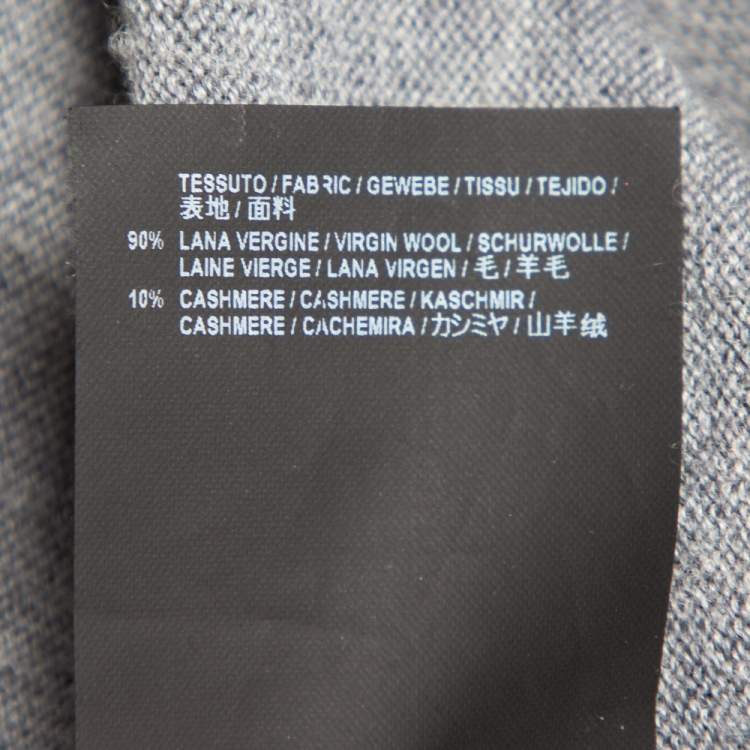 TESSUTO / FABRIC / GEWEBE / TISSU / TEJIDO /
表地 / 面料
90% LANA VERGINE / VIRGIN WOOL / SCHURWOLLE /
LAINE VIERGE / LANA VIRGEN / 毛 / 羊毛
10% CASHMERE / CASHMERE / KASCHMIR /
CASHMERE / CACHEMIRA / カシミヤ / 山羊绒